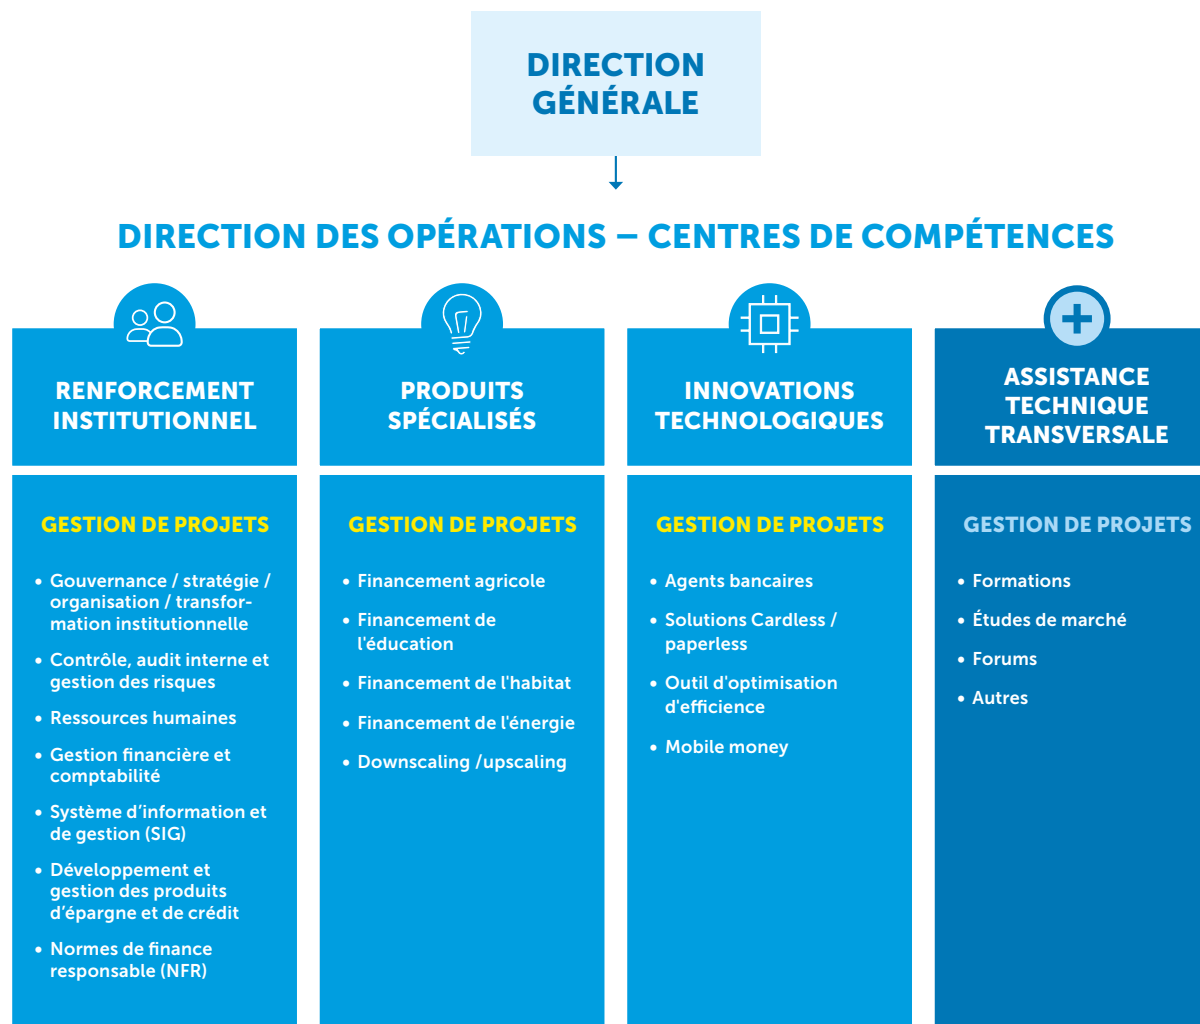 DIRECTION
GÉNÉRALE
DIRECTION DES OPÉRATIONS – CENTRES DE COMPÉTENCES
RENFORCEMENT
INSTITUTIONNEL
GESTION DE PROJETS
• Gouvernance / stratégie /
organisation / transfor-
mation institutionnelle
• Contrôle, audit interne et
gestion des risques
• Ressources humaines
• Gestion financière et
comptabilité
• Système d’information et
de gestion (SIG)
• Développement et
gestion des produits
d’épargne et de crédit
• Normes de finance
responsable (NFR)
PRODUITS
SPÉCIALISÉS
GESTION DE PROJETS
• Financement agricole
• Financement de
l'éducation
• Financement de l'habitat
• Financement de l'énergie
• Downscaling /upscaling
INNOVATIONS
TECHNOLOGIQUES
GESTION DE PROJETS
• Agents bancaires
• Solutions Cardless /
paperless
• Outil d'optimisation
d'efficience
• Mobile money
ASSISTANCE
TECHNIQUE
TRANSVERSALE
GESTION DE PROJETS
• Formations
• Études de marché
• Forums
• Autres